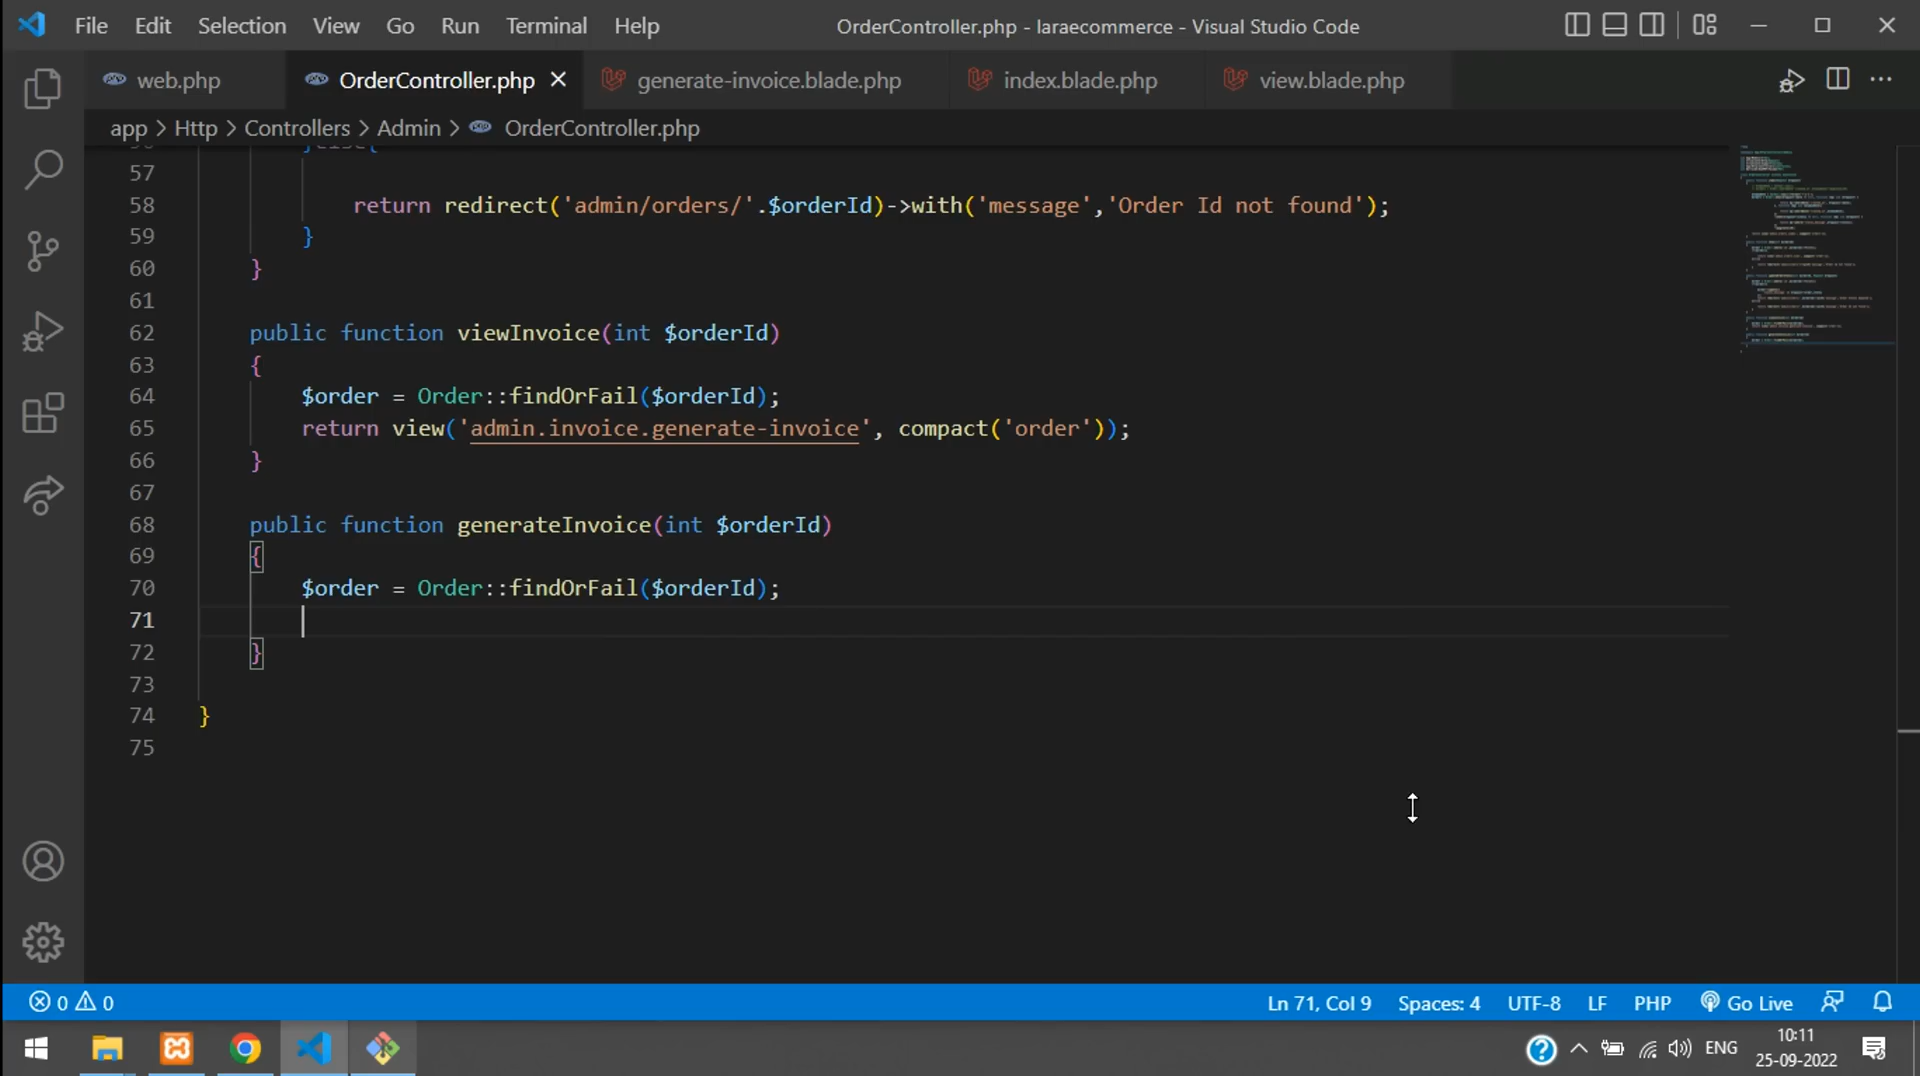 File Edit Selection View Go Run Terminal Help OrderController.php - laraecommerce - Visual Studio Code
web.php OrderController.php generate-invoice.blade.php index.blade.php view.blade.php
app > Http > Controllers > Admin > OrderController.php
56 }else{
57
58 return redirect('admin/orders/'.$orderId)->with('message','Order Id not found');
59 }
60 }
61
62 public function viewInvoice(int $orderId)
63 {
64 $order = Order::findOrFail($orderId);
65 return view('admin.invoice.generate-invoice', compact('order'));
66 }
67
68 public function generateInvoice(int $orderId)
69 {
70 $order = Order::findOrFail($orderId);
71
72 }
73
74 }
75
0 0 Ln 71, Col 9 Spaces: 4 UTF-8 LF PHP Go Live
ENG 10:11
25-09-2022